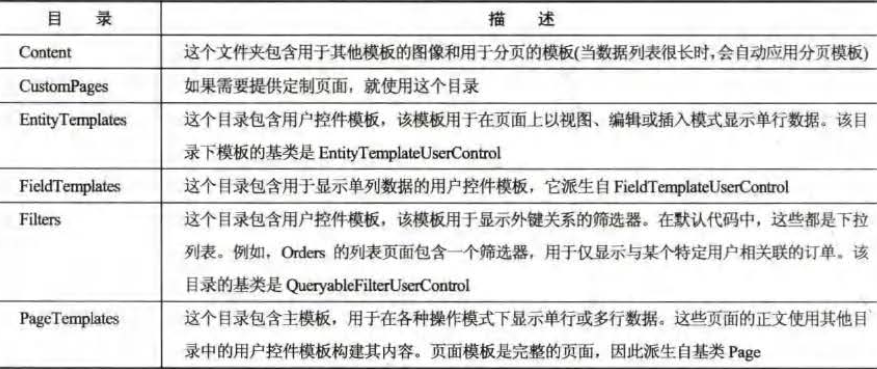 目 录 描 述
Content 这个文件夹包含用于其他模板的图像和用于分页的模板(当数据列表很长时,会自动应用分页模板)
CustomPages 如果需要提供定制页面，就使用这个目录
EntityTemplates 这个目录包含用户控件模板，该模板用于在页面上以视图、编辑或插入模式显示单行数据。该目
录下模板的基类是 EntityTemplateUserControl
FieldTemplates 这个目录包含用于显示单列数据的用户控件模板，它派生自 FieldTemplateUserControl
Filters 这个目录包含用户控件模板，该模板用于显示外键关系的筛选器。在默认代码中，这些都是下拉
列表。例如，Orders 的列表页面包含一个筛选器，用于仅显示与某个特定用户相关联的订单。该
目录的基类是 QueryableFilterUserControl
PageTemplates 这个目录包含主模板，用于在各种操作模式下显示单行或多行数据。这些页面的正文使用其他目
录中的用户控件模板构建其内容。页面模板是完整的页面，因此派生自基类 Page